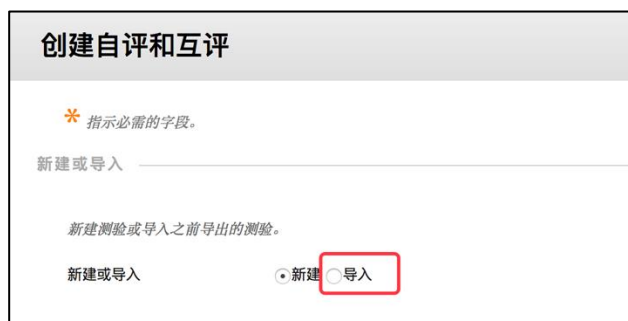 创建自评和互评
* 指示必需的字段。
新建或导入
新建测验或导入之前导出的测验。
新建或导入 新建 导入